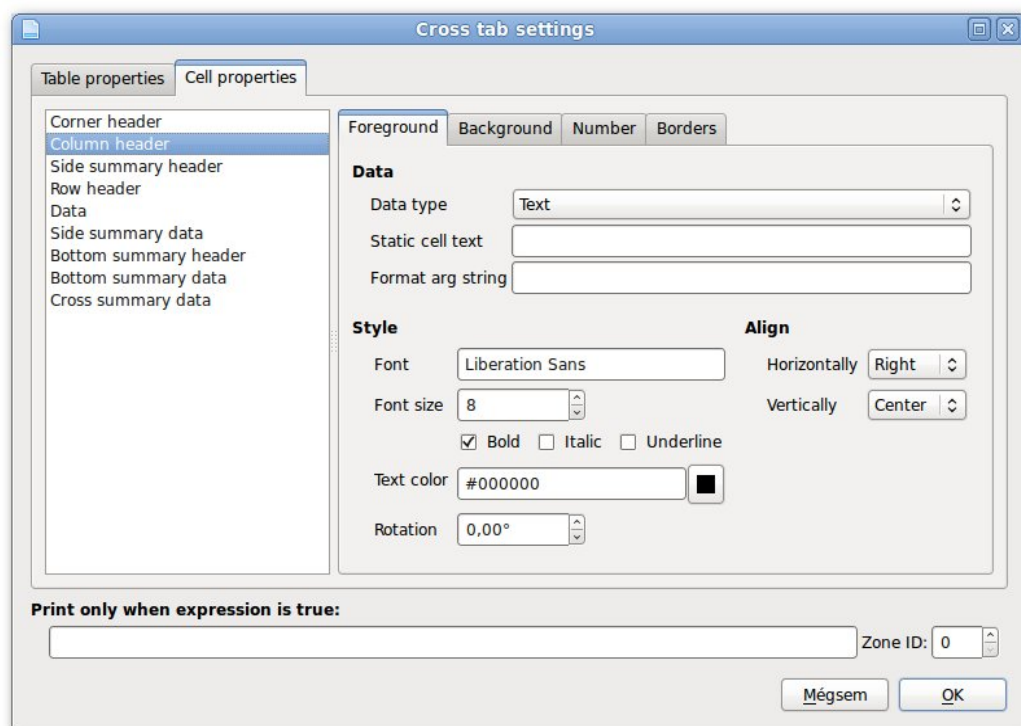 Cross tab settings
Table properties Cell properties
Corner header
Column header
Side summary header
Row header
Data
Side summary data
Bottom summary header
Bottom summary data
Cross summary data
Foreground Background Number Borders
Data
Data type Text
Static cell text
Format arg string
Style
Font Liberation Sans
Font size 8
Bold Italic Underline
Text color #000000
Rotation 0,00°
Align
Horizontally Right
Vertically Center
Print only when expression is true:
Zone ID: 0
Mégsem OK